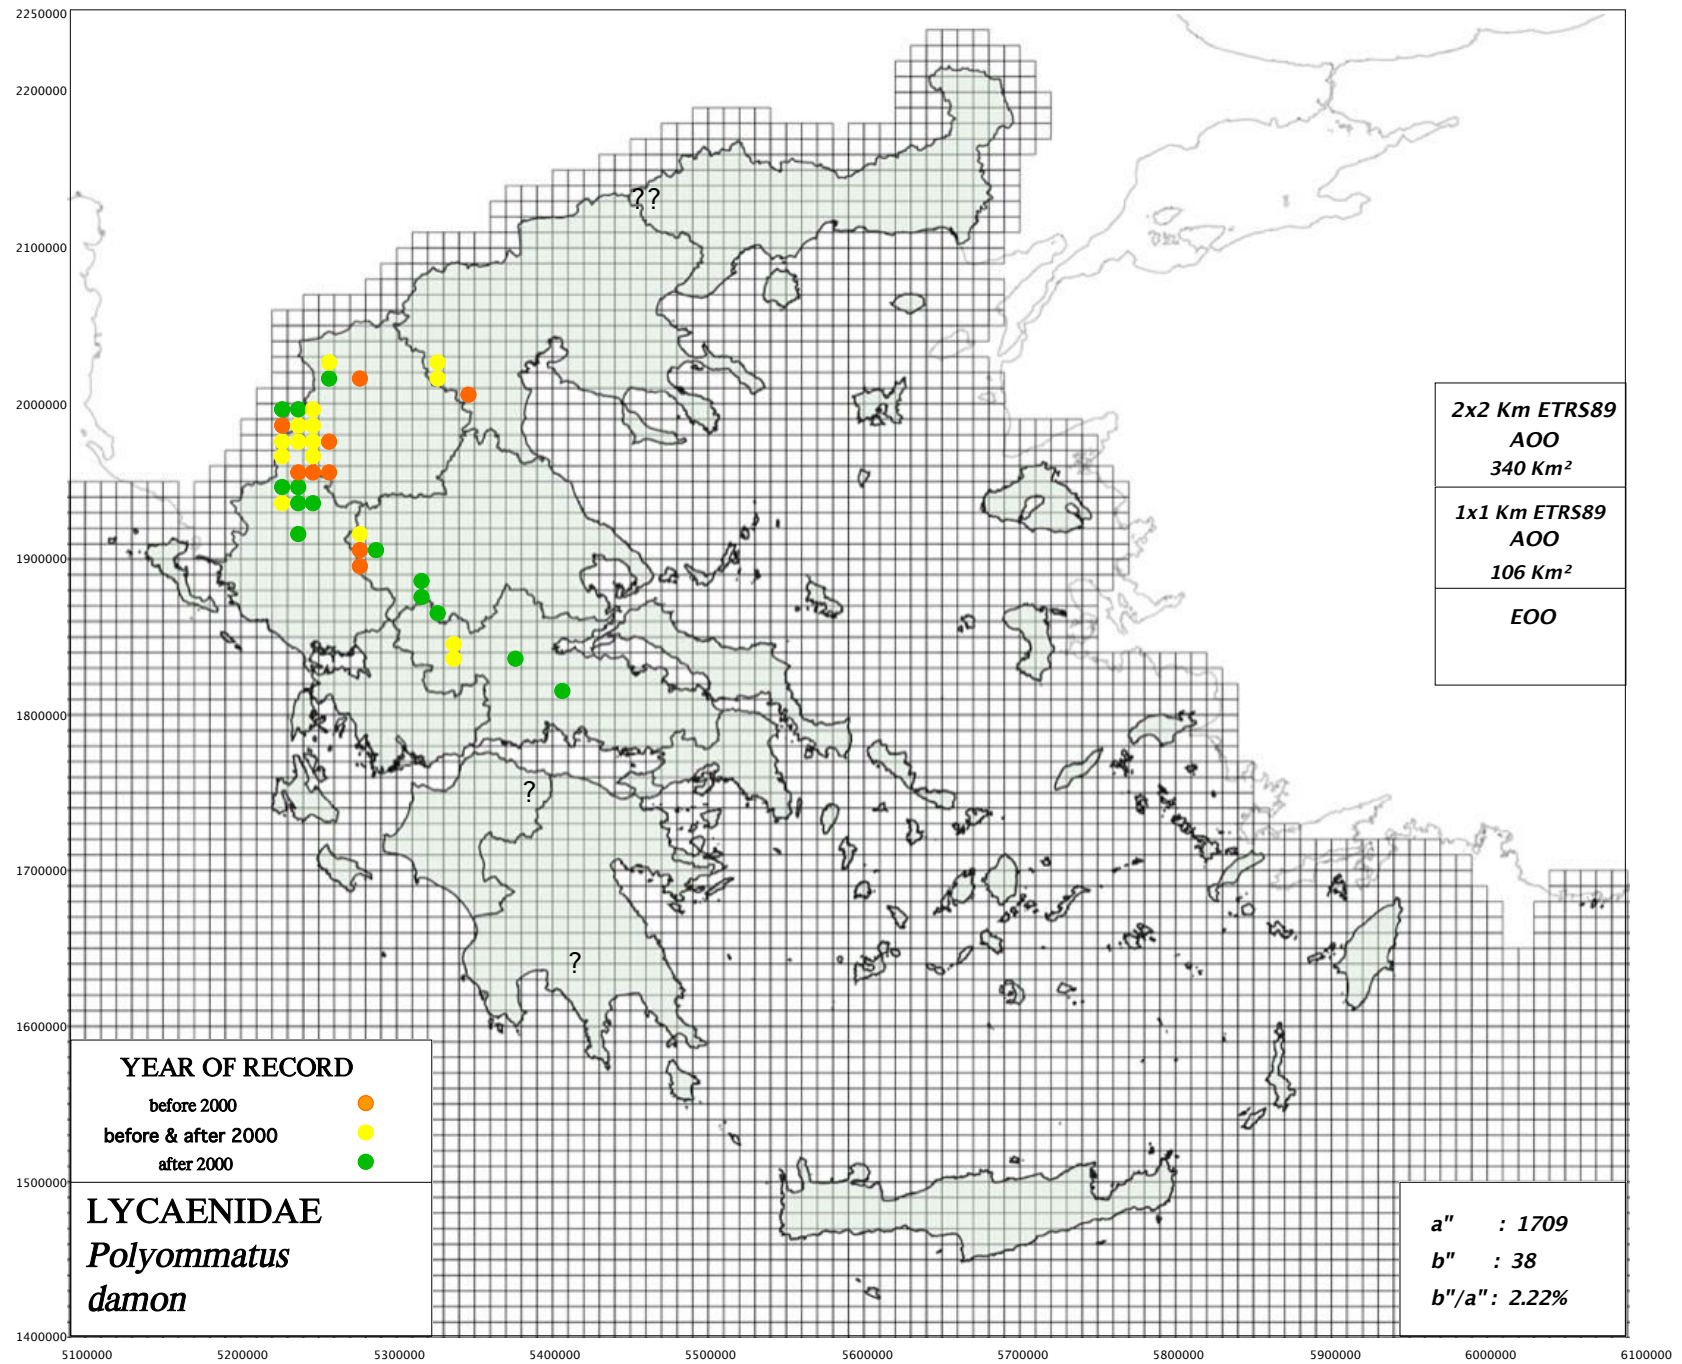 2250000
2200000
2100000
2000000
1900000
1800000
1700000
1600000
1500000
1400000
??
?
?
2x2 Km ETRS89
AOO
340 Km²
1x1 Km ETRS89
AOO
106 Km²
EOO
YEAR OF RECORD
before 2000
before & after 2000
after 2000
LYCAENIDAE
Polyommatus
damon
a" : 1709
b" : 38
b"/a" : 2.22%
5100000 5200000 5300000 5400000 5500000 5600000 5700000 5800000 5900000 6000000 6100000